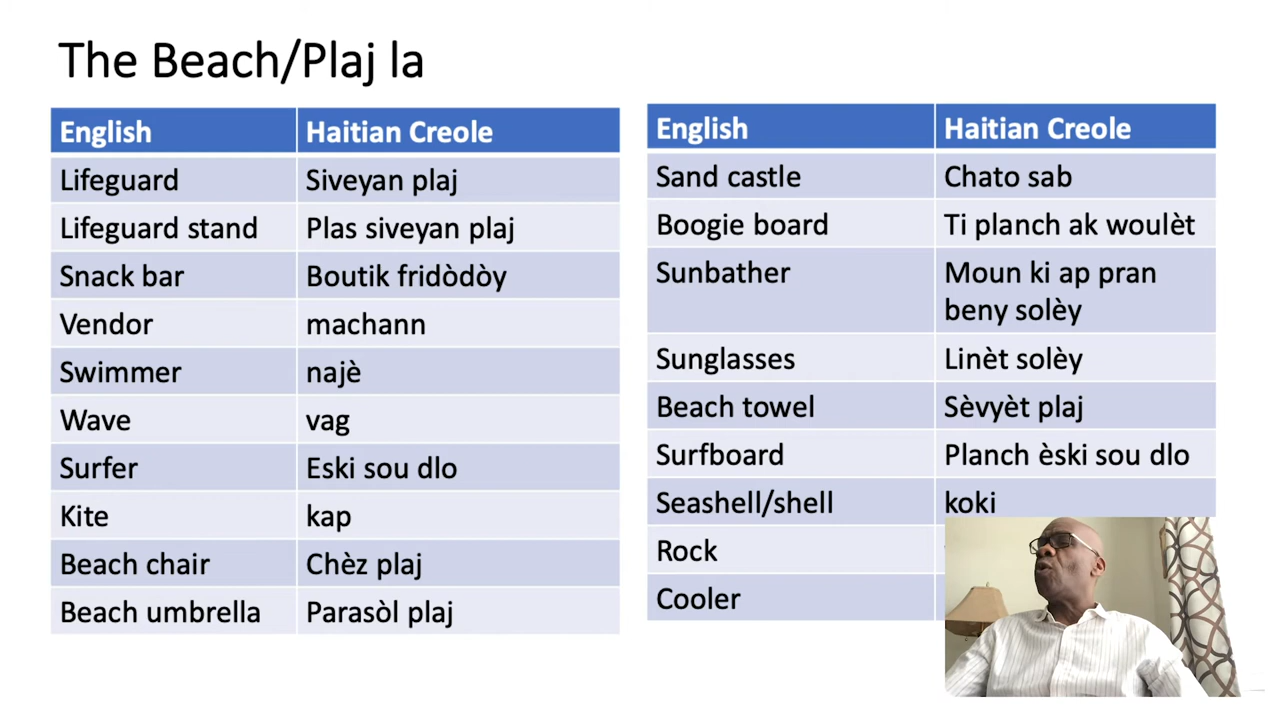 The Beach/Plaj la
English Haitian Creole
Lifeguard Siveyan plaj
Lifeguard stand Plas siveyan plaj
Snack bar Boutik fridòdòy
Vendor machann
Swimmer najè
Wave vag
Surfer Eski sou dlo
Kite kap
Beach chair Chèz plaj
Beach umbrella Parasòl plaj
English Haitian Creole
Sand castle Chato sab
Boogie board Ti planch ak woulèt
Sunbather Moun ki ap pran
beny solèy
Sunglasses Linèt solèy
Beach towel Sèvyèt plaj
Surfboard Planch èski sou dlo
Seashell/shell koki
Rock
Cooler